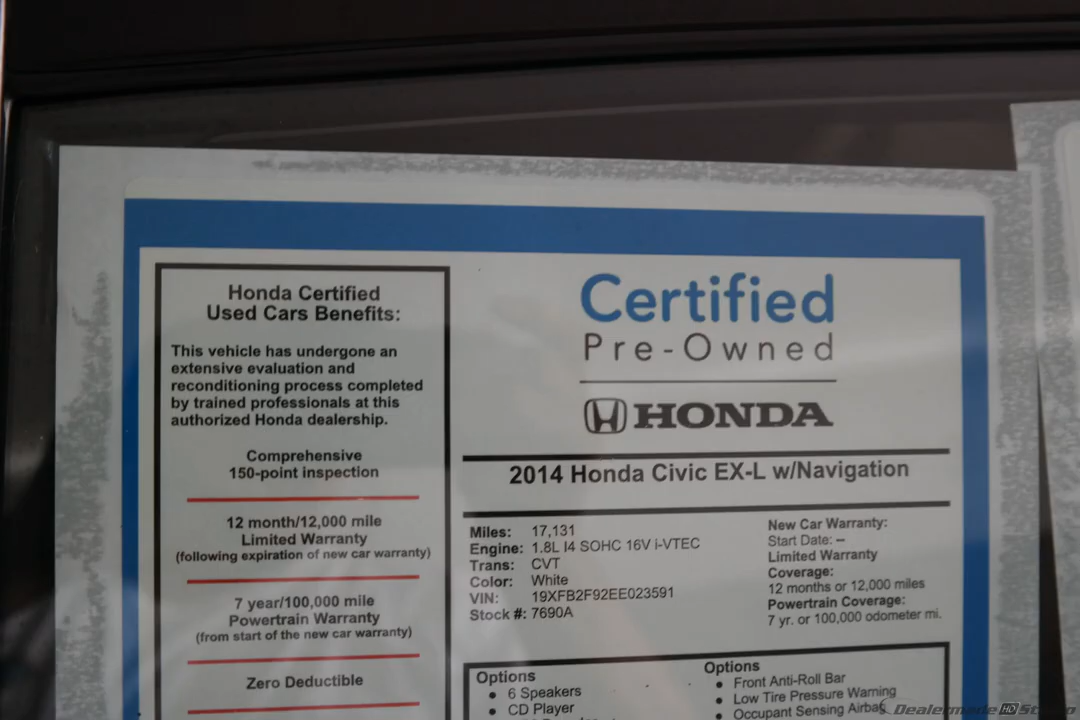 Honda Certified
Used Cars Benefits:
This vehicle has undergone an
extensive evaluation and
reconditioning process completed
by trained professionals at this
authorized Honda dealership.
Comprehensive
150-point inspection
12 month/12,000 mile
Limited Warranty
(following expiration of new car warranty)
7 year/100,000 mile
Powertrain Warranty
(from start of the new car warranty)
Zero Deductible
Certified
Pre-Owned
HONDA
2014 Honda Civic EX-L w/Navigation
Miles: 17,131
Engine: 1.8L I4 SOHC 16V i-VTEC
Trans: CVT
Color: White
VIN: 19XFB2F92EE023591
Stock #: 7690A
New Car Warranty:
Start Date: –
Limited Warranty
Coverage:
12 months or 12,000 miles
Powertrain Coverage:
7 yr. or 100,000 odometer mi.
Options
• 6 Speakers
• CD Player
Options
• Front Anti-Roll Bar
• Low Tire Pressure Warning
• Occupant Sensing Airbag
Dealermade HD Studio